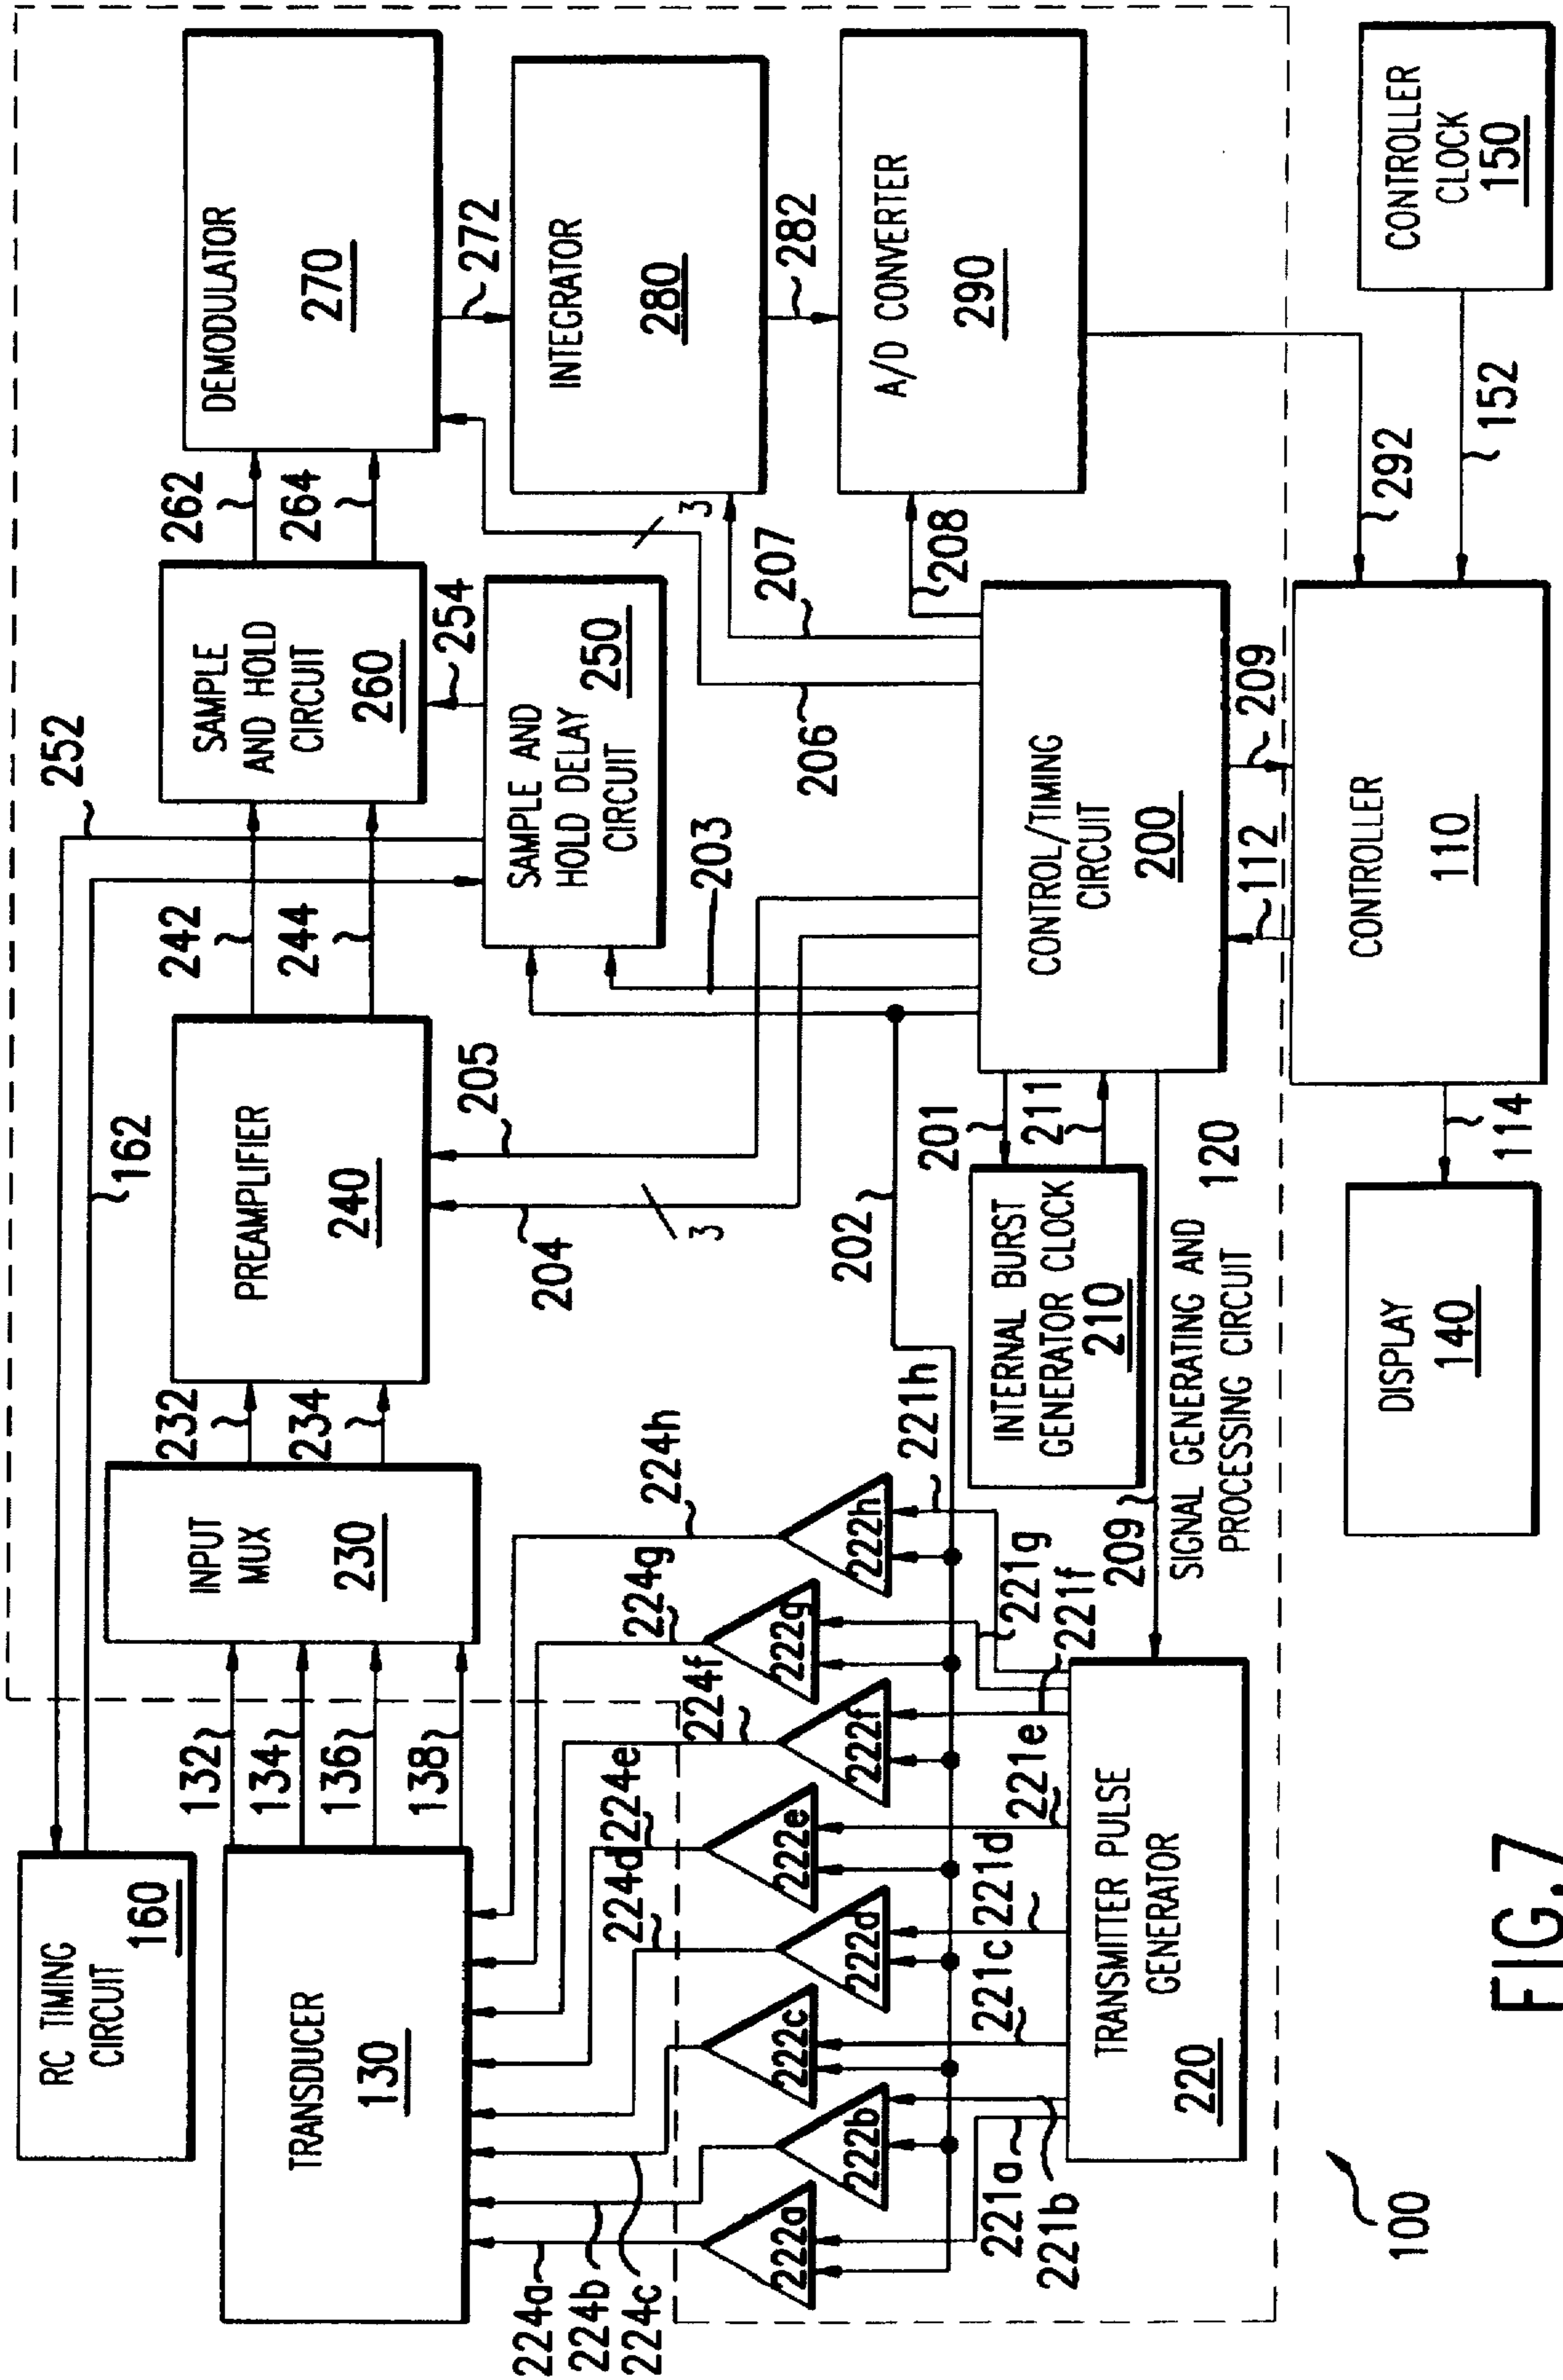 252
162
RC TIMING
CIRCUIT
160
TRANSDUCER
130
132
134
136
138
INPUT
MUX
230
232
234
PREAMPLIFIER
240
242
244
SAMPLE
AND HOLD
CIRCUIT
260
262
264
DEMODULATOR
270
272
254
SAMPLE AND
HOLD DELAY
CIRCUIT
250
INTEGRATOR
280
282
A/D CONVERTER
290
3
207
206
208
203
205
204
3
202
224a
224b
224c
224d
224e
224f
224g
224h
222a
222b
222c
222d
222e
222f
222g
222h
221a
221b
221c
221d
221e
221f
221g
221h
TRANSMITTER PULSE
GENERATOR
220
INTERNAL BURST
GENERATOR CLOCK
210
201
211
209
CONTROL/TIMING
CIRCUIT
200
SIGNAL GENERATING AND
PROCESSING CIRCUIT
120
112
209
292
152
CONTROLLER
110
114
DISPLAY
140
CONTROLLER
CLOCK
150
100
FIG.7